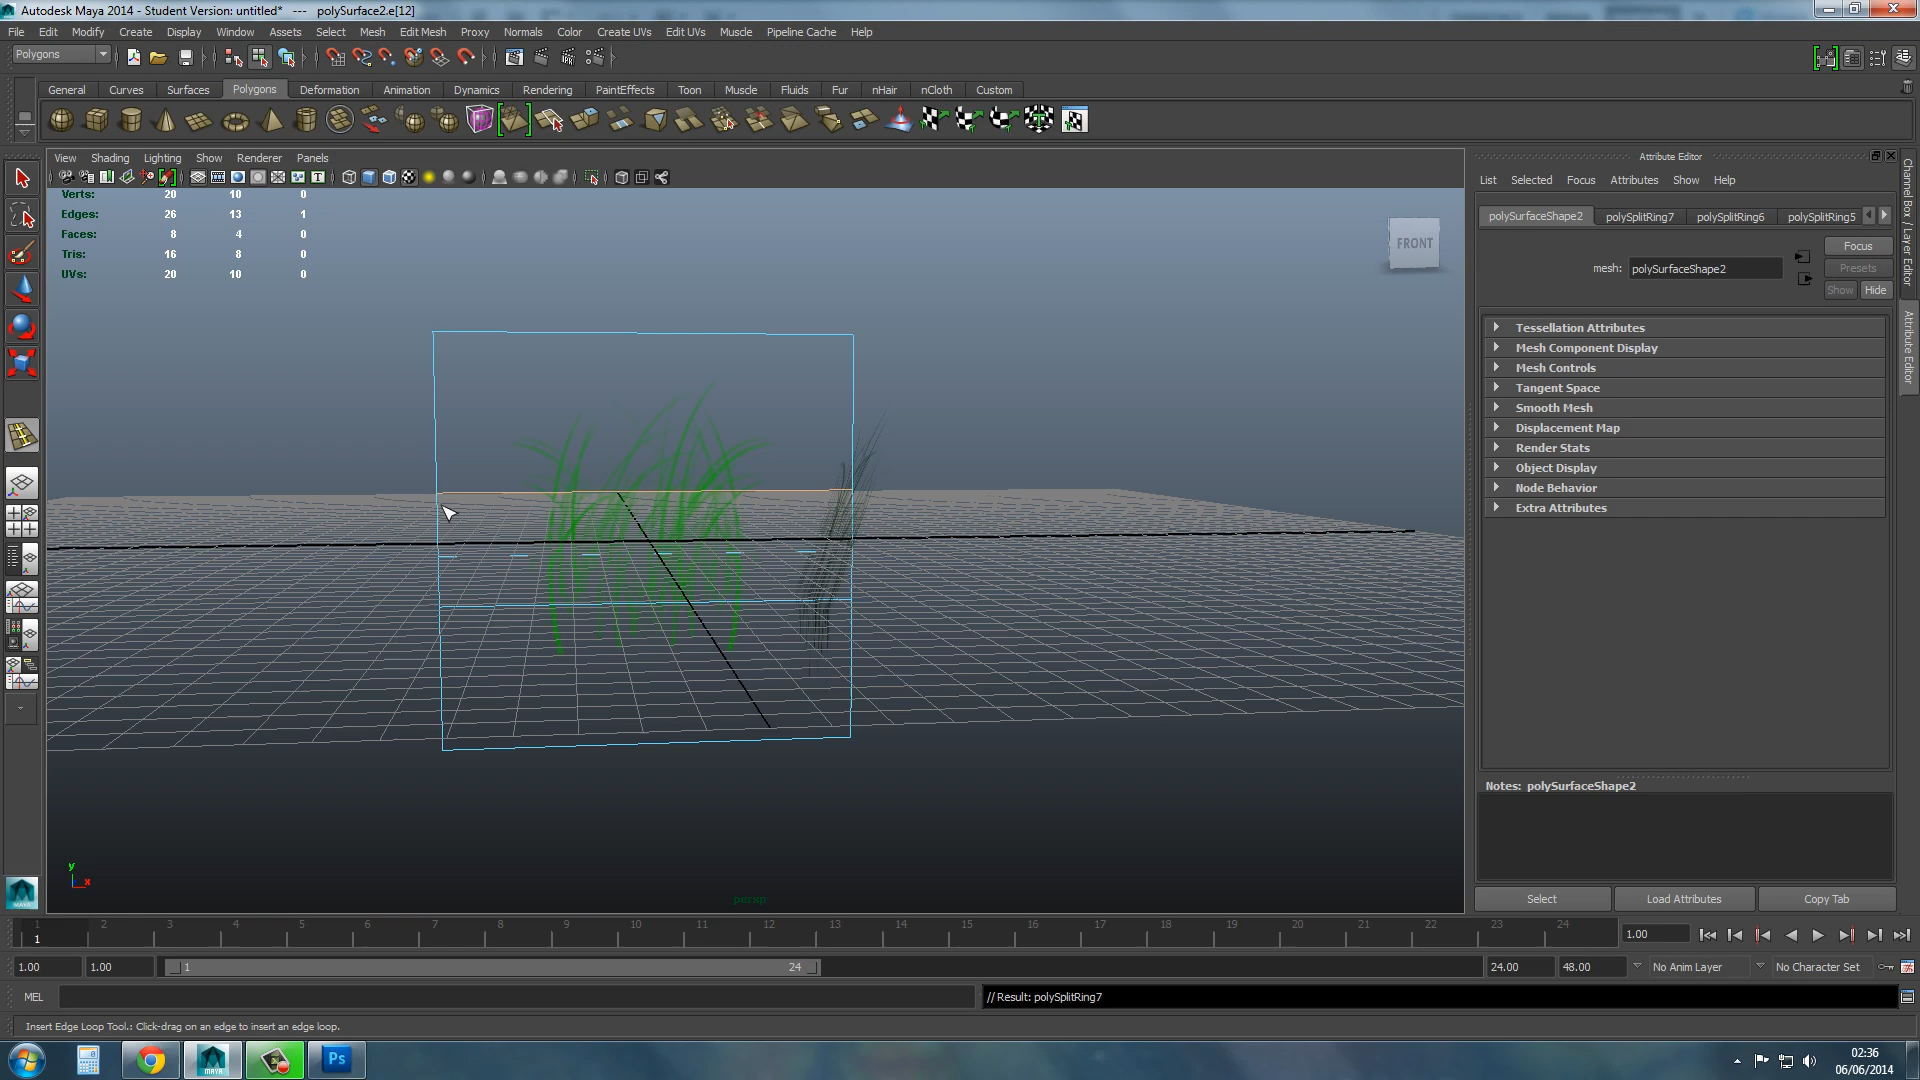 Autodesk Maya 2014 - Student Version: untitled*   ---   polySurface2.e[12]
File Edit Modify Create Display Window Assets Select Mesh Edit Mesh Proxy Normals Color Create UVs Edit UVs Muscle Pipeline Cache Help
Polygons
General Curves Surfaces Polygons Deformation Animation Dynamics Rendering PaintEffects Toon Muscle Fluids Fur nHair nCloth Custom
View Shading Lighting Show Renderer Panels
Verts: 20 10 0
Edges: 26 13 1
Faces: 8 4 0
Tris: 16 8 0
UVs: 20 10 0
FRONT
y
x
persp
Attribute Editor
List Selected Focus Attributes Show Help
polySurfaceShape2 polySplitRing7 polySplitRing6 polySplitRing5
Focus
mesh: polySurfaceShape2
Presets
Show Hide
Tessellation Attributes
Mesh Component Display
Mesh Controls
Tangent Space
Smooth Mesh
Displacement Map
Render Stats
Object Display
Node Behavior
Extra Attributes
Notes: polySurfaceShape2
Select Load Attributes Copy Tab
Channel Box / Layer Editor
Attribute Editor
1 2 3 4 5 6 7 8 9 10 11 12 13 14 15 16 17 18 19 20 21 22 23 24
1
1.00
1.00 1.00 1 24 24.00 48.00 No Anim Layer No Character Set
MEL // Result: polySplitRing7
Insert Edge Loop Tool.: Click-drag on an edge to insert an edge loop.
MAYA
MAYA
Ps
02:36
06/06/2014